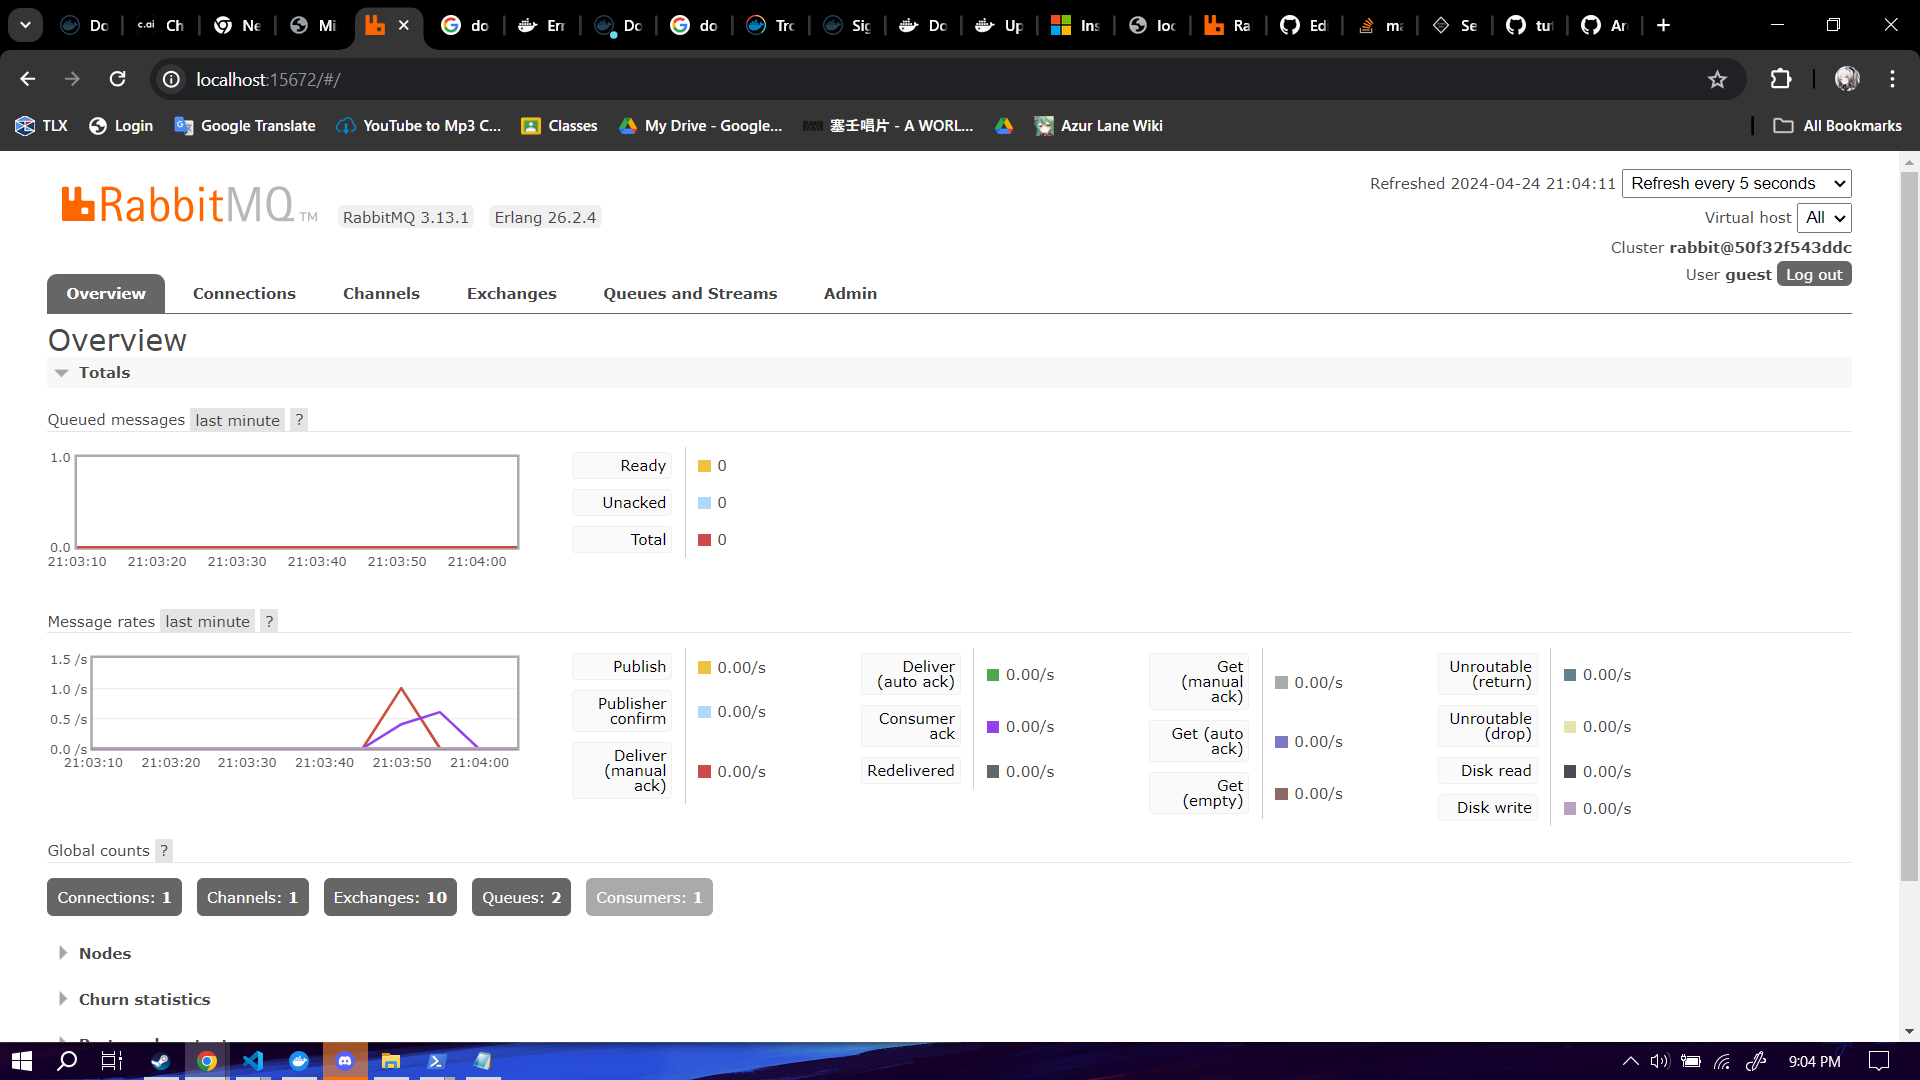 Do
c.ai Ch
Ne
Mi
do
Err
Do
do
Tro
Sig
Do
Up
Ins
loc
Ra
Edi
ma
Se
tut
An
localhost:15672/#/
TLX
Login
Google Translate
YouTube to Mp3 C...
Classes
My Drive - Google...
塞壬唱片 - A WORL...
Azur Lane Wiki
All Bookmarks
RabbitMQ TM
RabbitMQ 3.13.1
Erlang 26.2.4
Refreshed 2024-04-24 21:04:11
Refresh every 5 seconds
Virtual host
All
Cluster rabbit@50f32f543ddc
User guest
Log out
Overview
Connections
Channels
Exchanges
Queues and Streams
Admin
Overview
Totals
Queued messages last minute ?
1.0
0.0
21:03:10 21:03:20 21:03:30 21:03:40 21:03:50 21:04:00
Ready 0
Unacked 0
Total 0
Message rates last minute ?
1.5 /s
1.0 /s
0.5 /s
0.0 /s
21:03:10 21:03:20 21:03:30 21:03:40 21:03:50 21:04:00
Publish 0.00/s
Publisher
confirm 0.00/s
Deliver
(manual 0.00/s
ack)
Deliver
(auto ack) 0.00/s
Consumer
ack 0.00/s
Redelivered 0.00/s
Get
(manual 0.00/s
ack)
Get (auto
ack) 0.00/s
Get
(empty) 0.00/s
Unroutable
(return) 0.00/s
Unroutable
(drop) 0.00/s
Disk read 0.00/s
Disk write 0.00/s
Global counts ?
Connections: 1
Channels: 1
Exchanges: 10
Queues: 2
Consumers: 1
Nodes
Churn statistics
9:04 PM